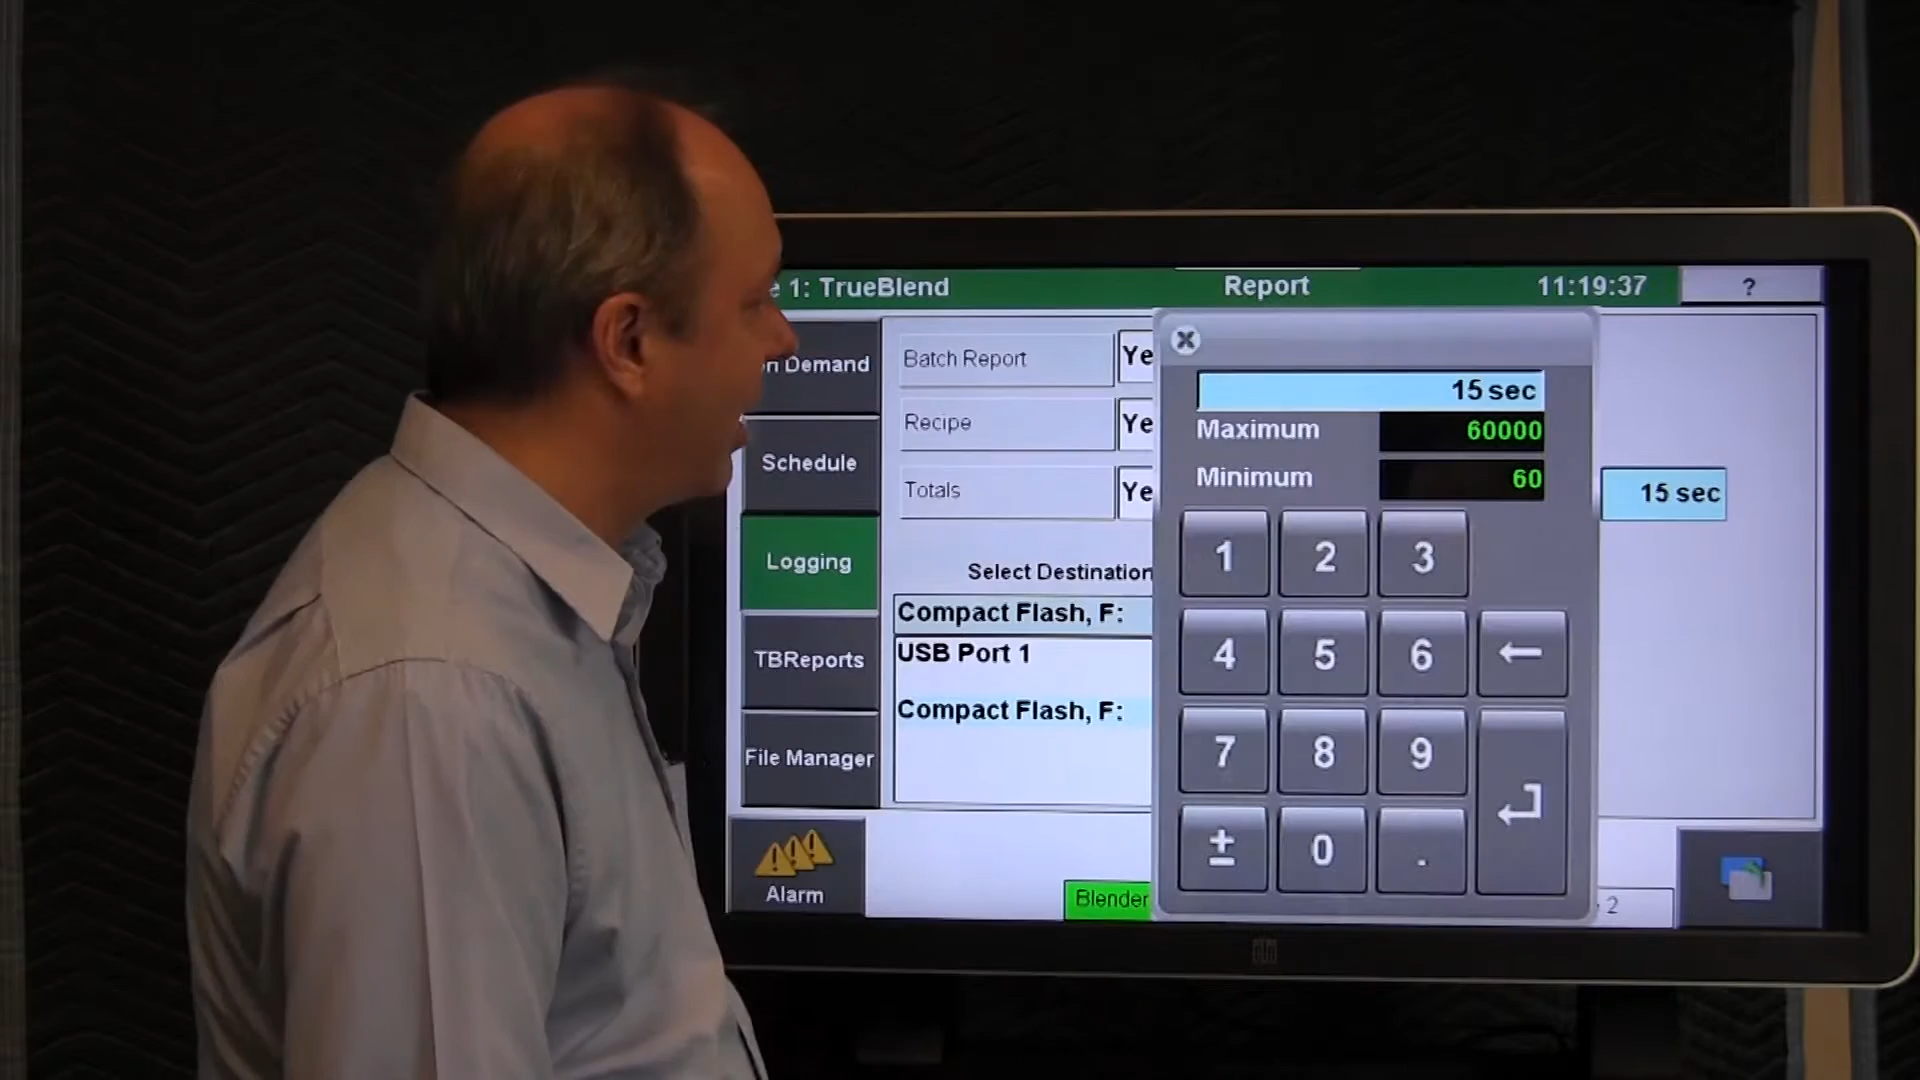 e 1: TrueBlend
Report
11:19:37
?
n Demand
Schedule
Logging
TBReports
File Manager
Alarm
Batch Report
Ye
Recipe
Ye
Totals
Ye
Select Destination
Compact Flash, F:
USB Port 1
Compact Flash, F:
Blender
15 sec
Maximum 60000
Minimum 60
1 2 3
4 5 6 ←
7 8 9
± 0 .
15 sec
2
elo